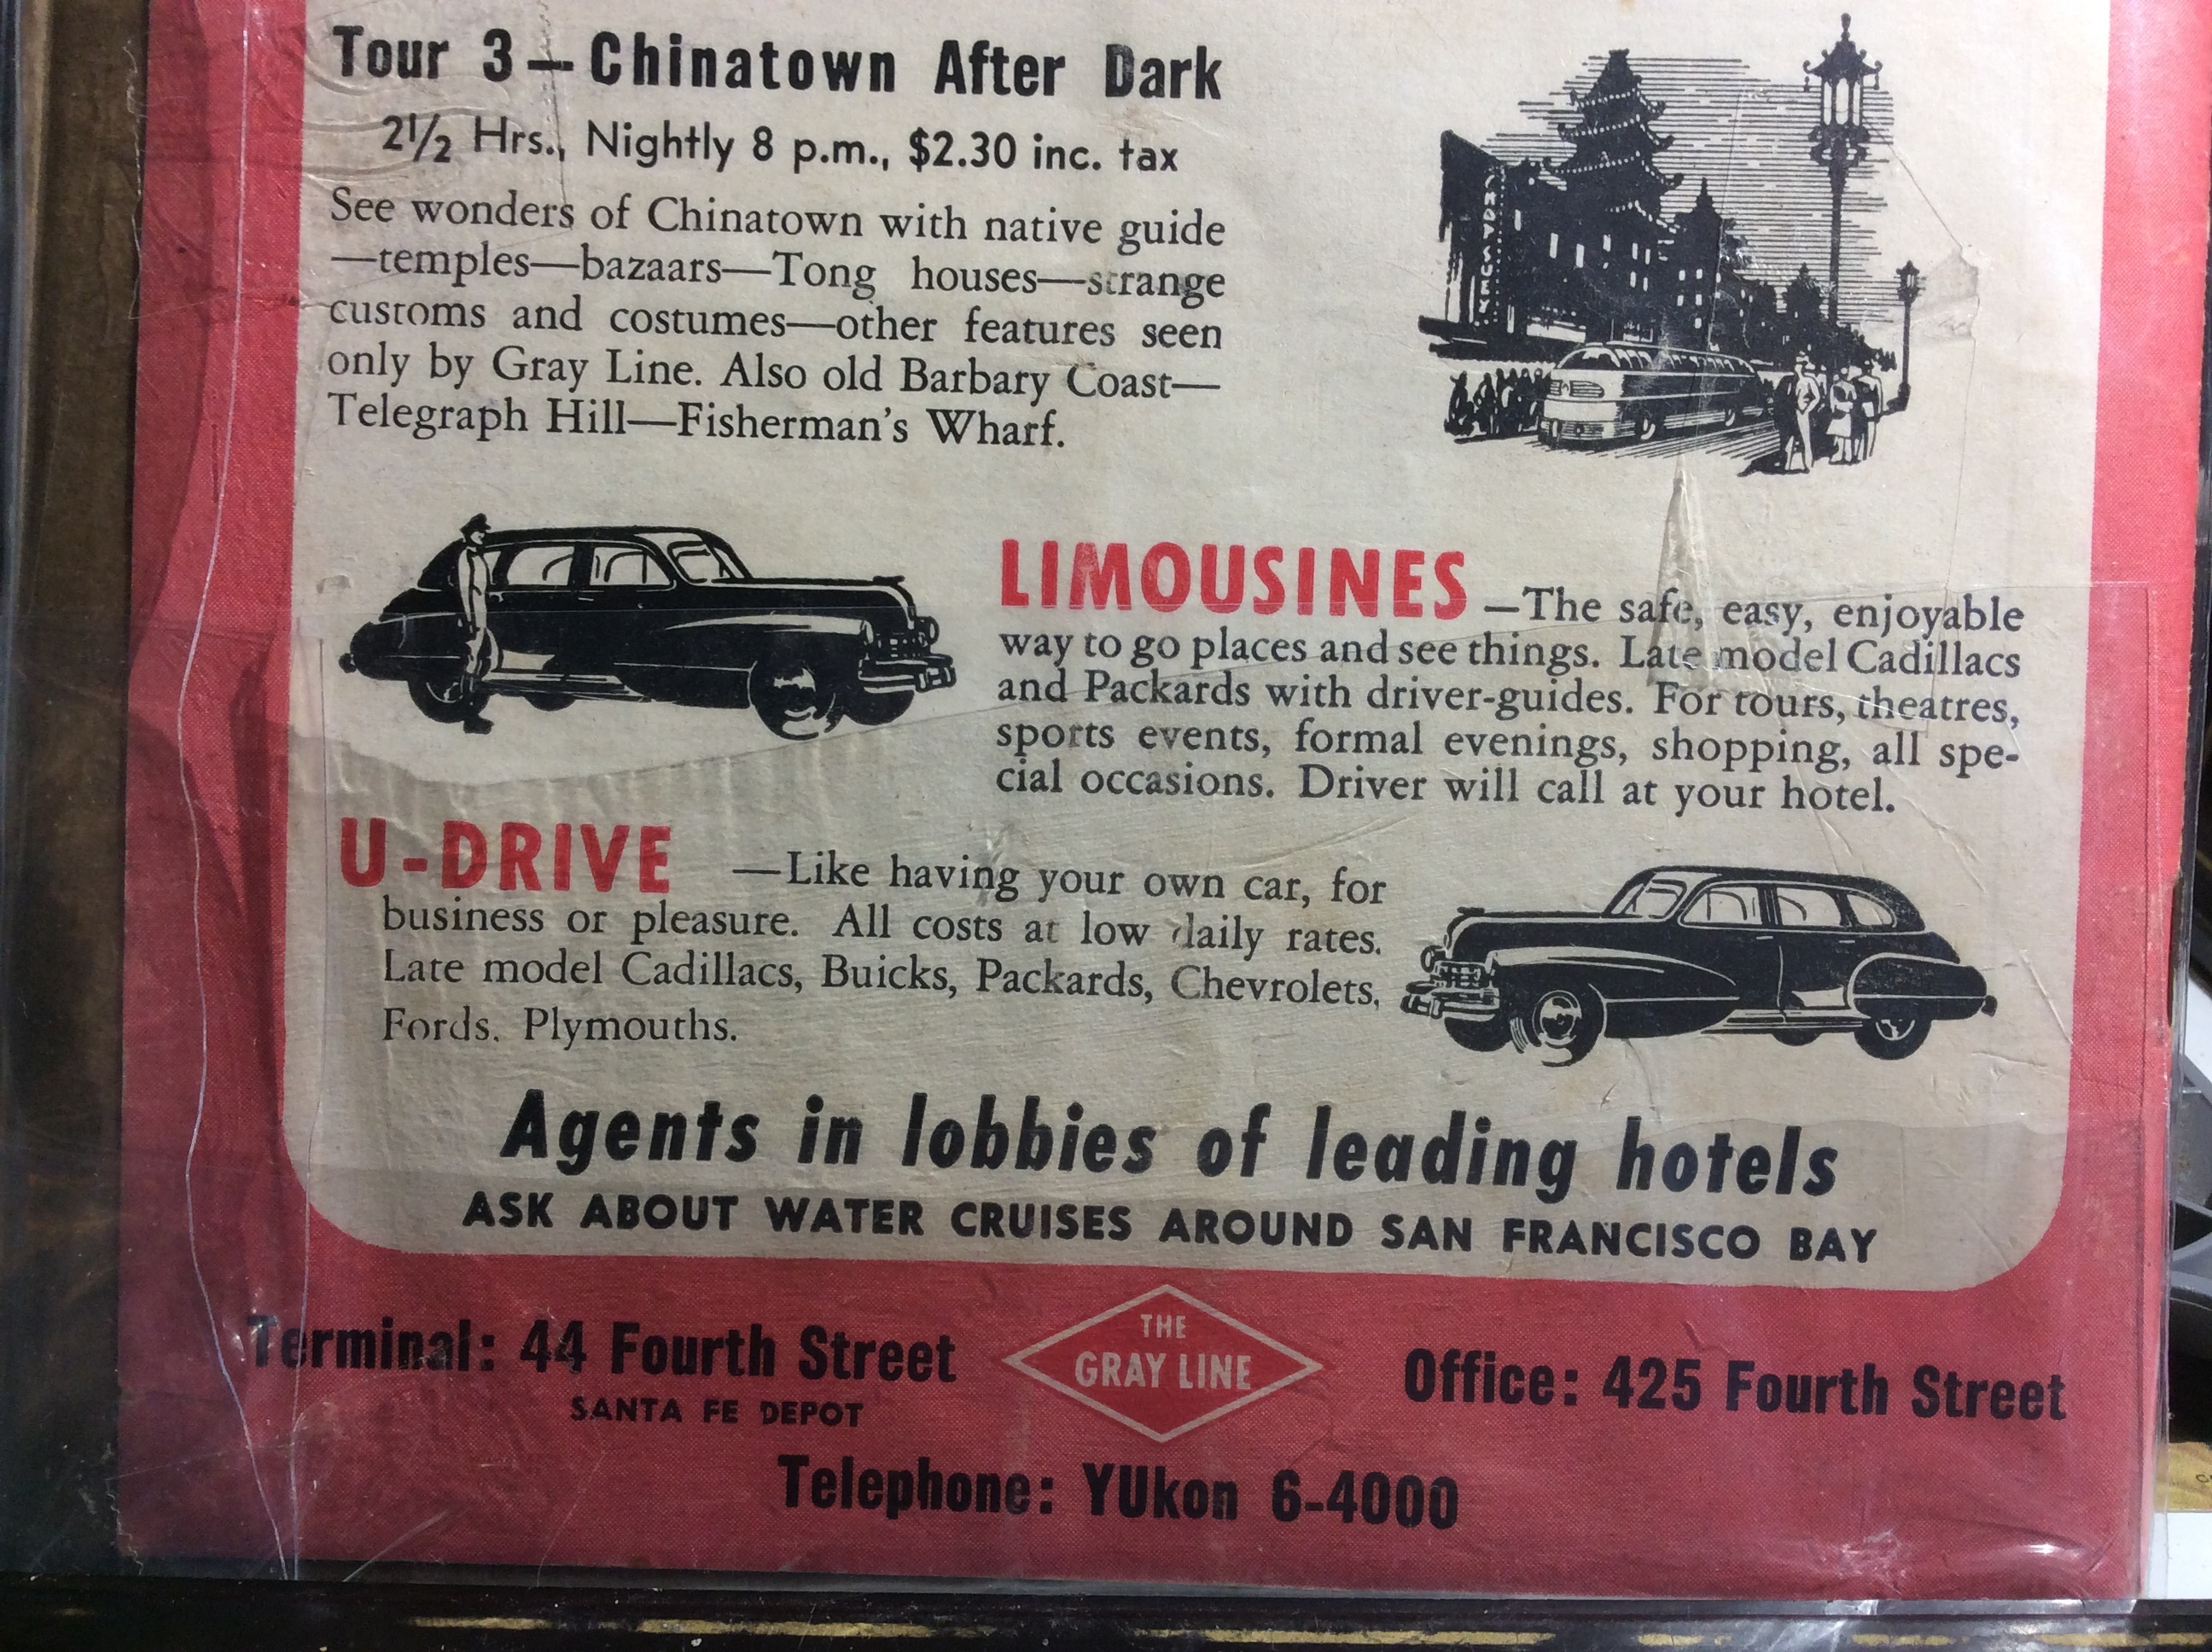 Tour 3—Chinatown After Dark
2½ Hrs., Nightly 8 p.m., $2.30 inc. tax
See wonders of Chinatown with native guide
—temples—bazaars—Tong houses—strange
customs and costumes—other features seen
only by Gray Line. Also old Barbary Coast—
Telegraph Hill—Fisherman's Wharf.
CHOP SUEY
LIMOUSINES —The safe, easy, enjoyable
way to go places and see things. Late model Cadillacs
and Packards with driver-guides. For tours, theatres,
sports events, formal evenings, shopping, all spe-
cial occasions. Driver will call at your hotel.
U-DRIVE —Like having your own car, for
business or pleasure. All costs at low daily rates.
Late model Cadillacs, Buicks, Packards, Chevrolets,
Fords, Plymouths.
Agents in lobbies of leading hotels
ASK ABOUT WATER CRUISES AROUND SAN FRANCISCO BAY
Terminal: 44 Fourth Street
SANTA FE DEPOT
THE
GRAY LINE
Office: 425 Fourth Street
Telephone: YUkon 6-4000